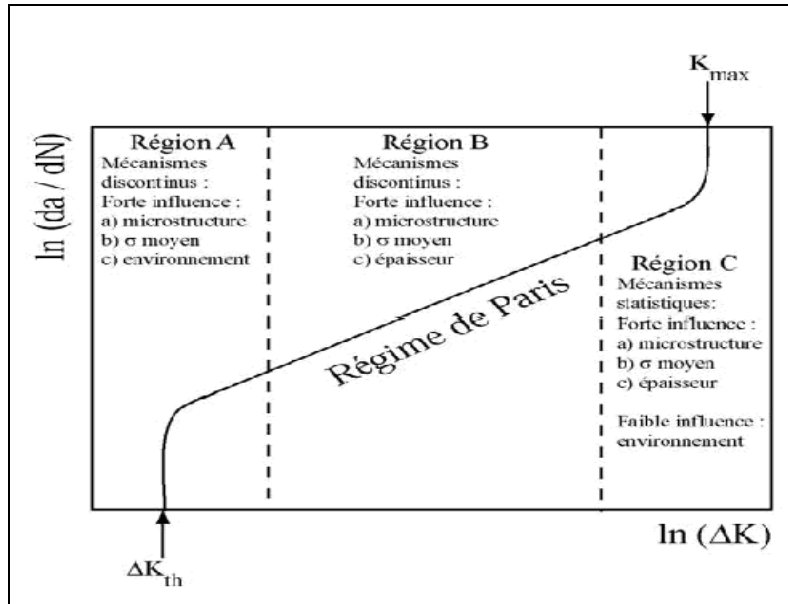 K max
ln (da / dN)
Région A
Mécanismes
discontinus :
Forte influence :
a) microstructure
b) σ moyen
c) environnement
Région B
Mécanismes
discontinus :
Forte influence :
a) microstructure
b) σ moyen
c) épaisseur
Région C
Mécanismes
statistiques:
Forte influence :
a) microstructure
b) σ moyen
c) épaisseur
Faible influence :
environnement
Régime de Paris
ln (ΔK)
ΔK th